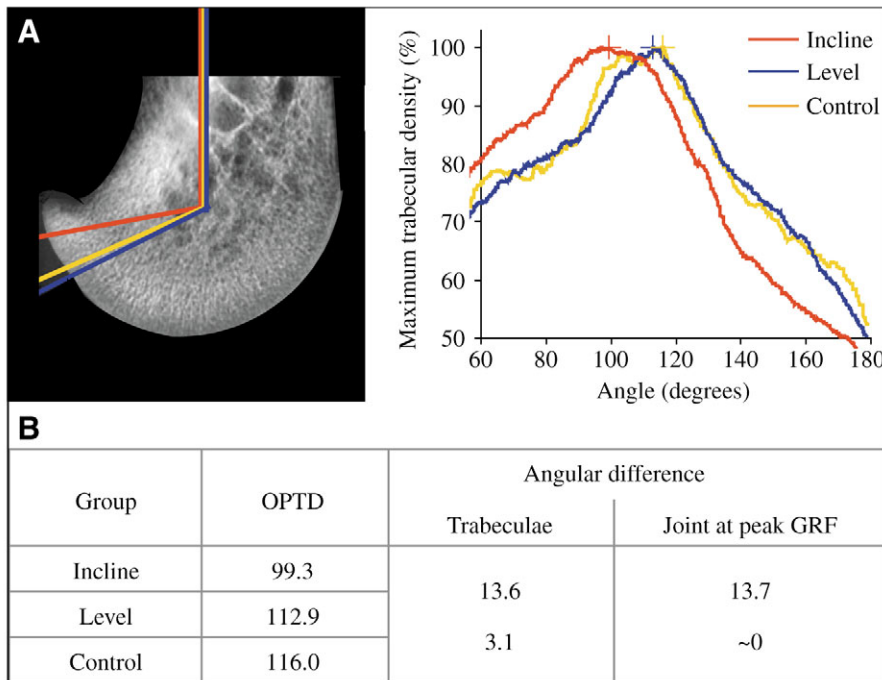 A
Maximum trabecular density (%)
100
90
80
70
60
50
60 80 100 120 140 160 180
Angle (degrees)
Incline
Level
Control
B
Group OPTD Angular difference
Trabeculae Joint at peak GRF
Incline 99.3
13.6 13.7
Level 112.9
3.1 ~0
Control 116.0